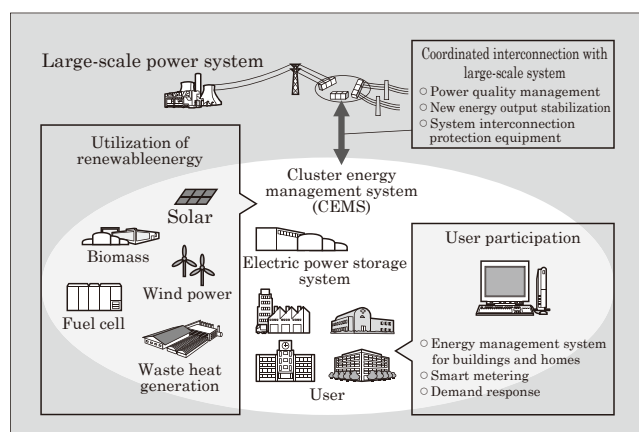 Large-scale power system
Coordinated interconnection with
large-scale system
○ Power quality management
○ New energy output stabilization
○ System interconnection
protection equipment
Utilization of
renewableenergy
Solar
Biomass
Wind power
Fuel cell
Waste heat
generation
Cluster energy
management system
(CEMS)
Electric power storage
system
User
User participation
○ Energy management system
for buildings and homes
○ Smart metering
○ Demand response